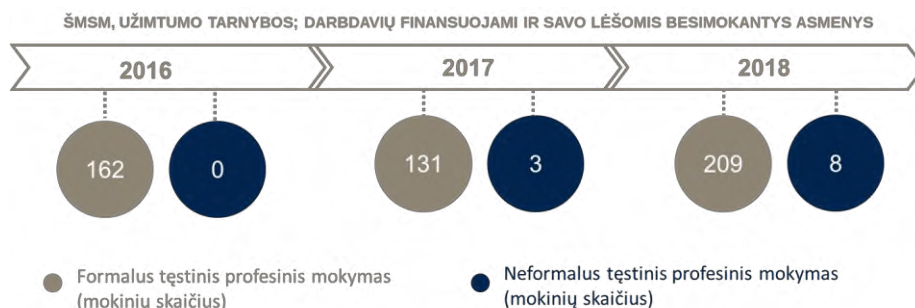 ŠMSM, UŽIMTUMO TARNYBOS; DARBDAVIŲ FINANSUOJAMI IR SAVO LĖŠOMIS BESIMOKANTYS ASMENYS
2016 2017 2018
162 0 131 3 209 8
Formalus tęstinis profesinis mokymas
(mokinių skaičius)
Neformalus tęstinis profesinis mokymas
(mokinių skaičius)